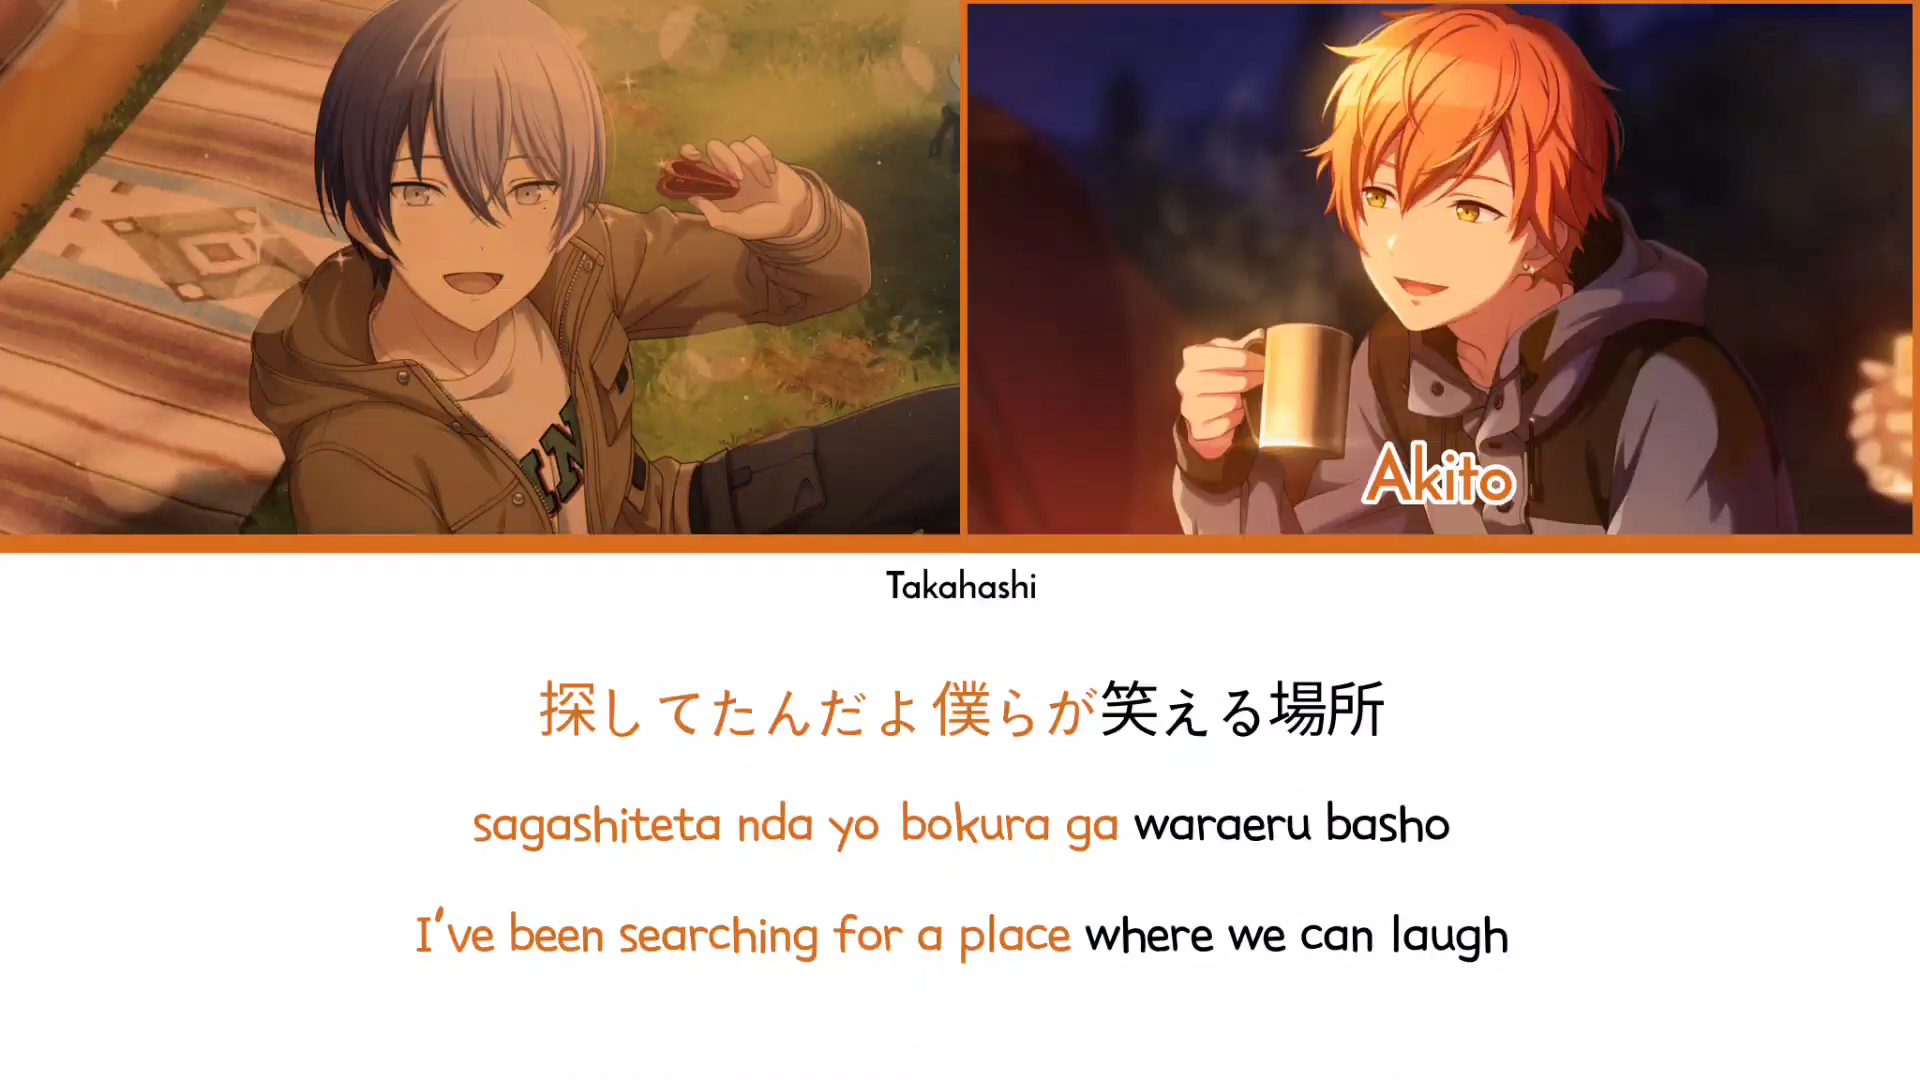 Akito
Takahashi
探してたんだよ僕らが笑える場所
sagashiteta nda yo bokura ga waraeru basho
I've been searching for a place where we can laugh